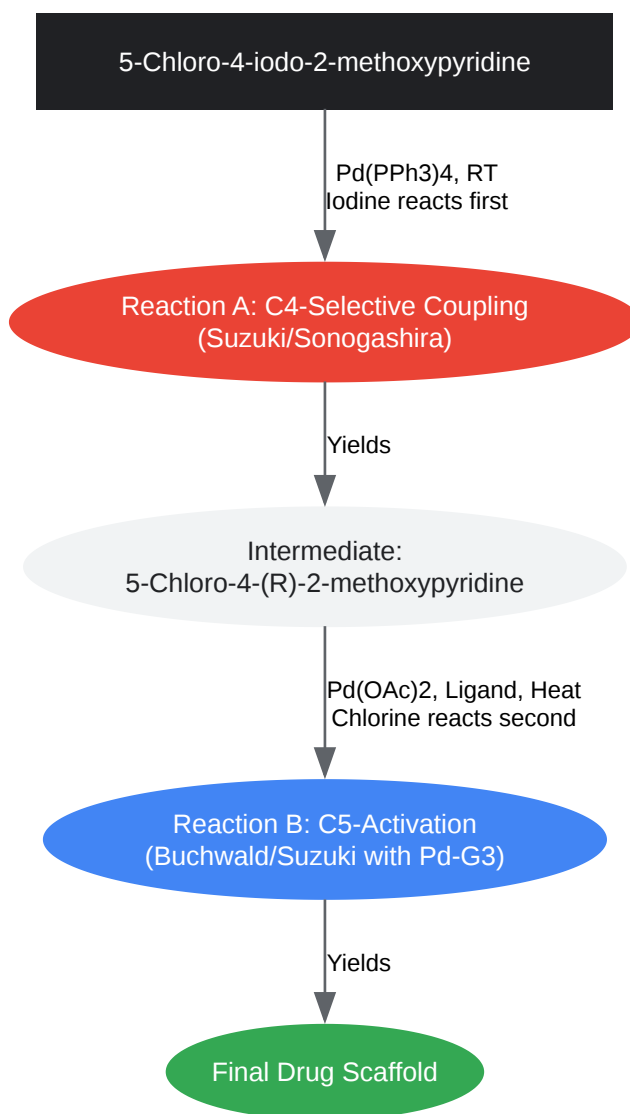 5-Chloro-4-iodo-2-methoxypyridine
Pd(PPh3)4, RT
Iodine reacts first
Reaction A: C4-Selective Coupling
(Suzuki/Sonogashira)
Yields
Intermediate:
5-Chloro-4-(R)-2-methoxypyridine
Pd(OAc)2, Ligand, Heat
Chlorine reacts second
Reaction B: C5-Activation
(Buchwald/Suzuki with Pd-G3)
Yields
Final Drug Scaffold